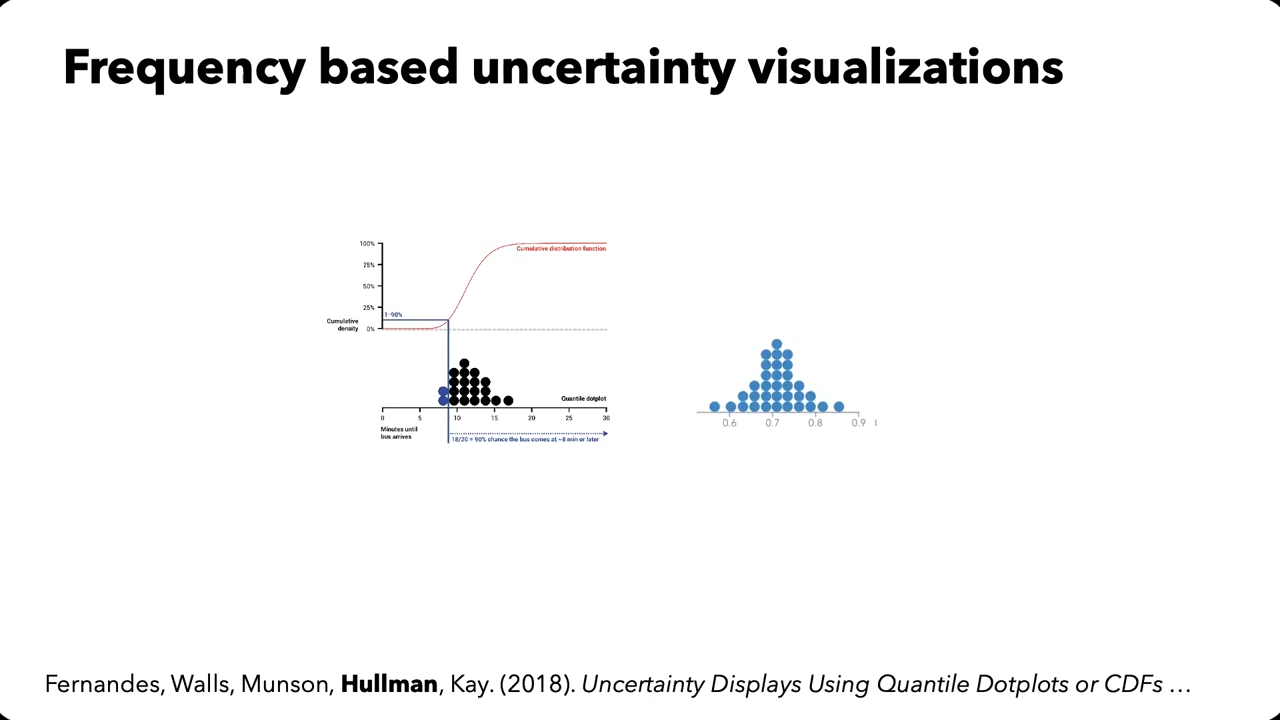 Frequency based uncertainty visualizations
100%
Cumulative distribution function
75%
50%
25%
1–90%
Cumulative
density
0%
Quantile dotplot
0 5 10 15 20 25 30
Minutes until
bus arrives
18/20 = 90% chance the bus comes at ~8 min or later
0.6 0.7 0.8 0.9
Fernandes, Walls, Munson, Hullman, Kay. (2018). Uncertainty Displays Using Quantile Dotplots or CDFs …